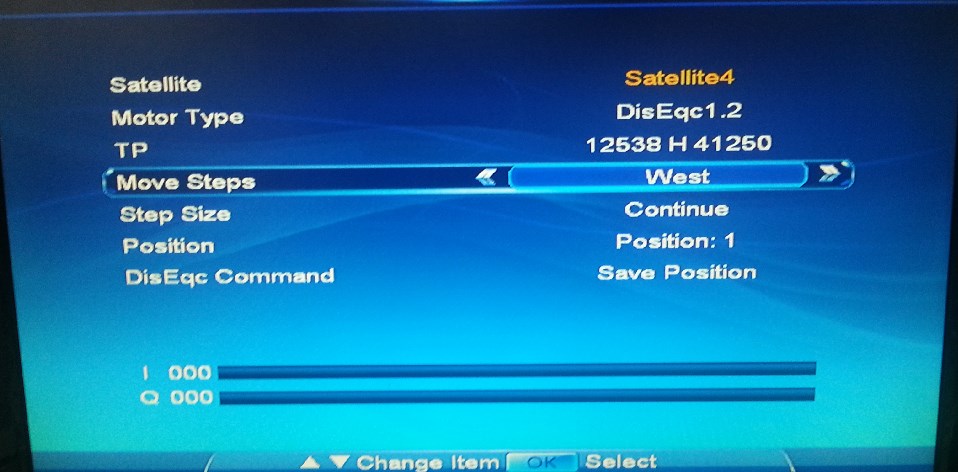 Satellite Satellite4
Motor Type DisEqc1.2
TP 12538 H 41250
Move Steps West
Step Size Continue
Position Position: 1
DisEqc Command Save Position
I 000
Q 000
Change Item OK Select